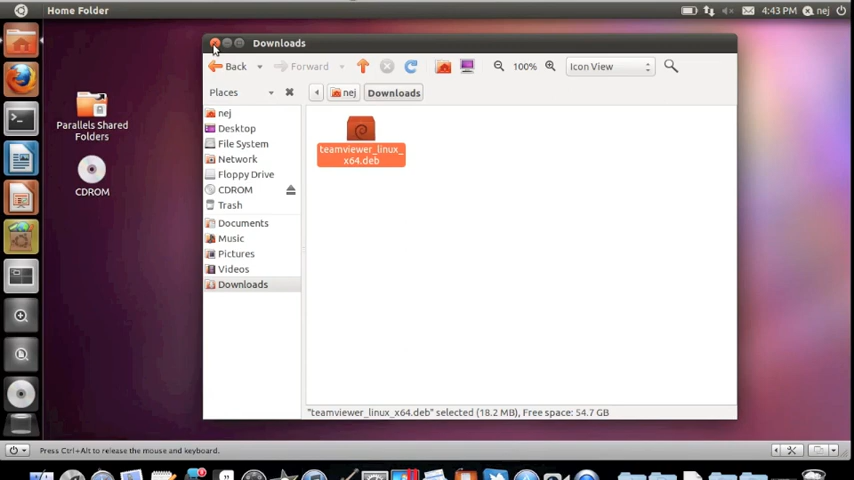 Home Folder
4:43 PM
nej
Downloads
Back
Forward
100%
Icon View
Places
nej
Downloads
nej
Desktop
File System
Network
Floppy Drive
CDROM
Trash
Documents
Music
Pictures
Videos
Downloads
teamviewer_linux_
x64.deb
Parallels Shared
Folders
CDROM
"teamviewer_linux_x64.deb" selected (18.2 MB), Free space: 54.7 GB
Press Ctrl+Alt to release the mouse and keyboard.